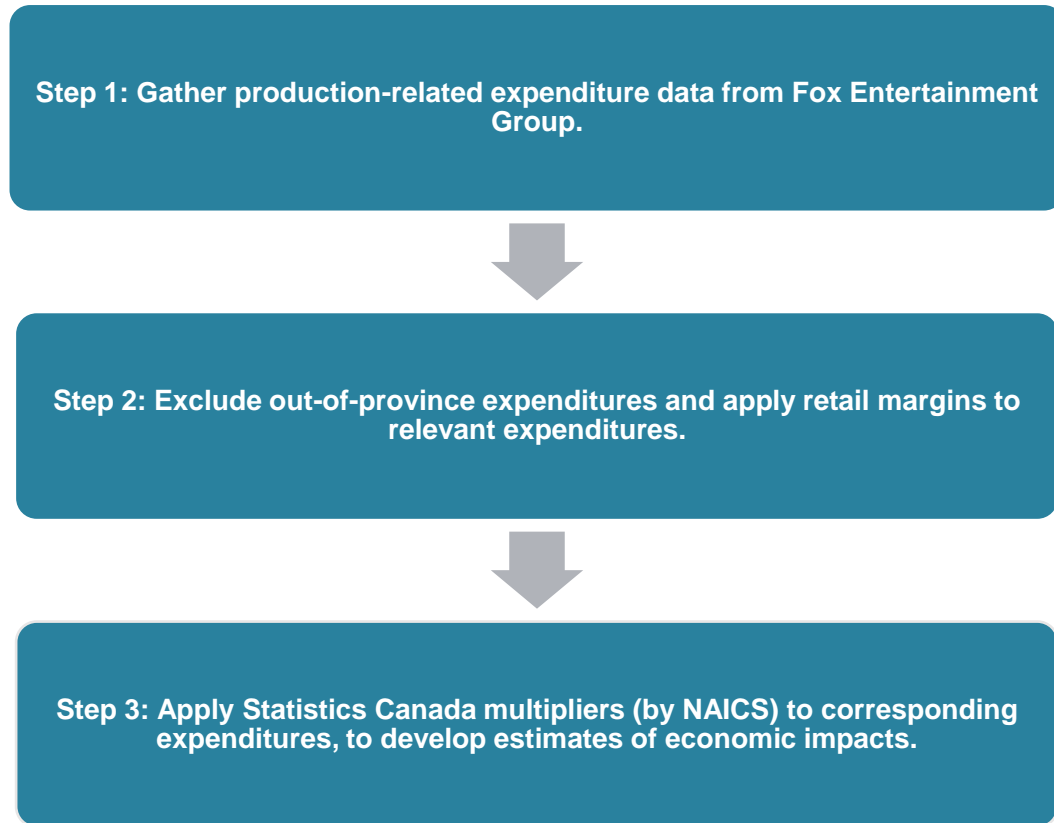 Step 1: Gather production-related expenditure data from Fox Entertainment
Group.
Step 2: Exclude out-of-province expenditures and apply retail margins to
relevant expenditures.
Step 3: Apply Statistics Canada multipliers (by NAICS) to corresponding
expenditures, to develop estimates of economic impacts.